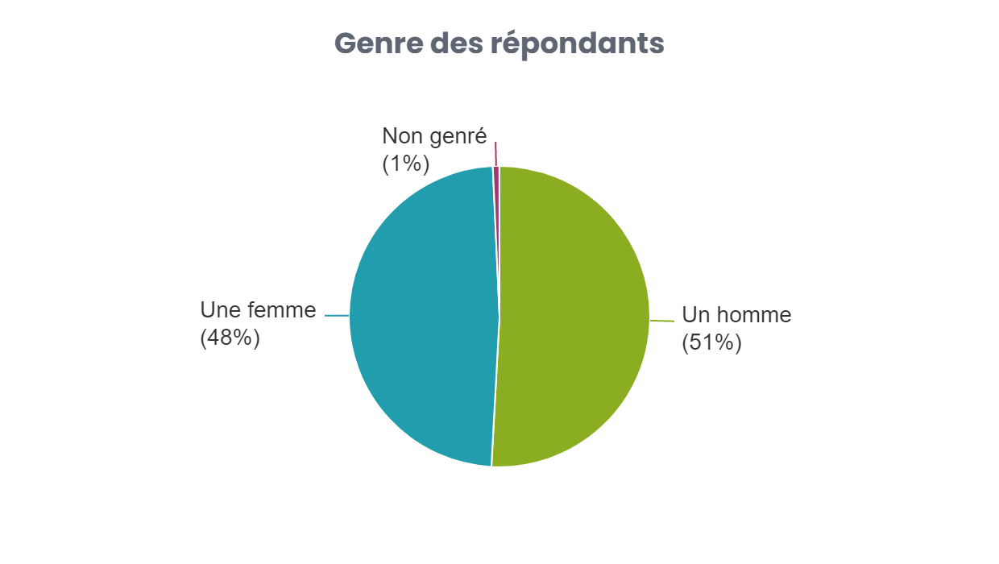 Genre des répondants
Non genré
(1%)
Une femme
(48%)
Un homme
(51%)